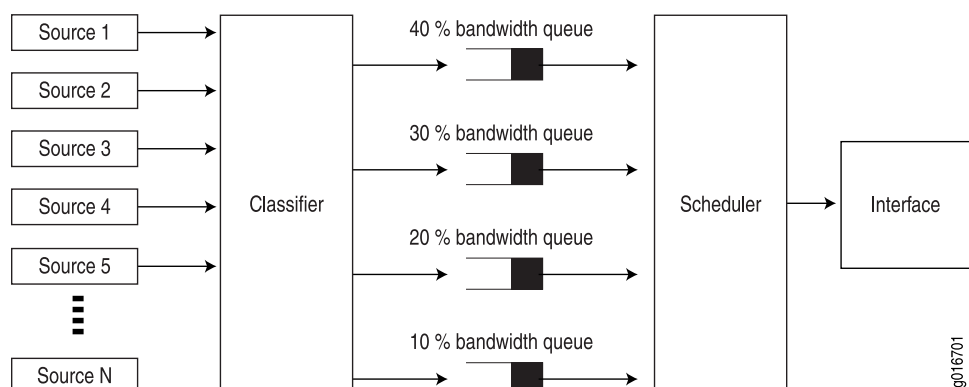 Source 1
Source 2
Source 3
Source 4
Source 5
Source N
Classifier
40 % bandwidth queue
30 % bandwidth queue
20 % bandwidth queue
10 % bandwidth queue
Scheduler
Interface
g016701